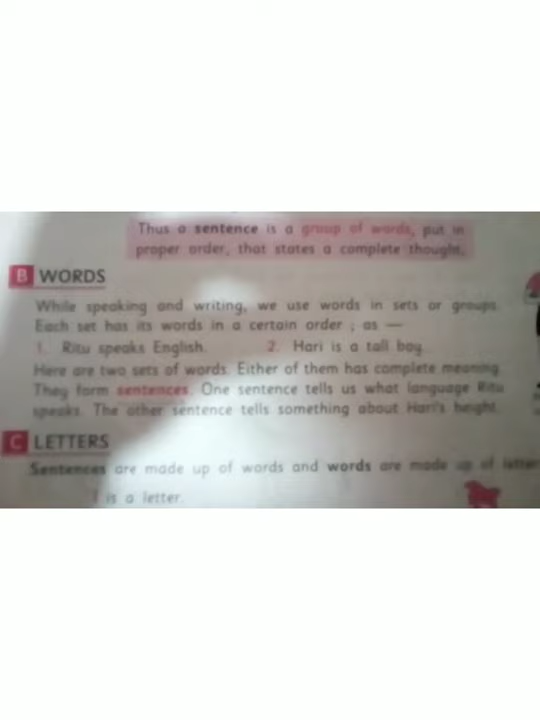 Thus a sentence is a group of words, put in
proper order, that states a complete thought.
B WORDS
While speaking and writing, we use words in sets or groups.
Each set has its words in a certain order ; as —
1. Ritu speaks English. 2. Hari is a tall boy.
Here are two sets of words. Either of them has complete meaning.
They form sentences. One sentence tells us what language Ritu
speaks. The other sentence tells something about Hari's height.
C LETTERS
Sentences are made up of words and words are made up of letter
I is a letter.